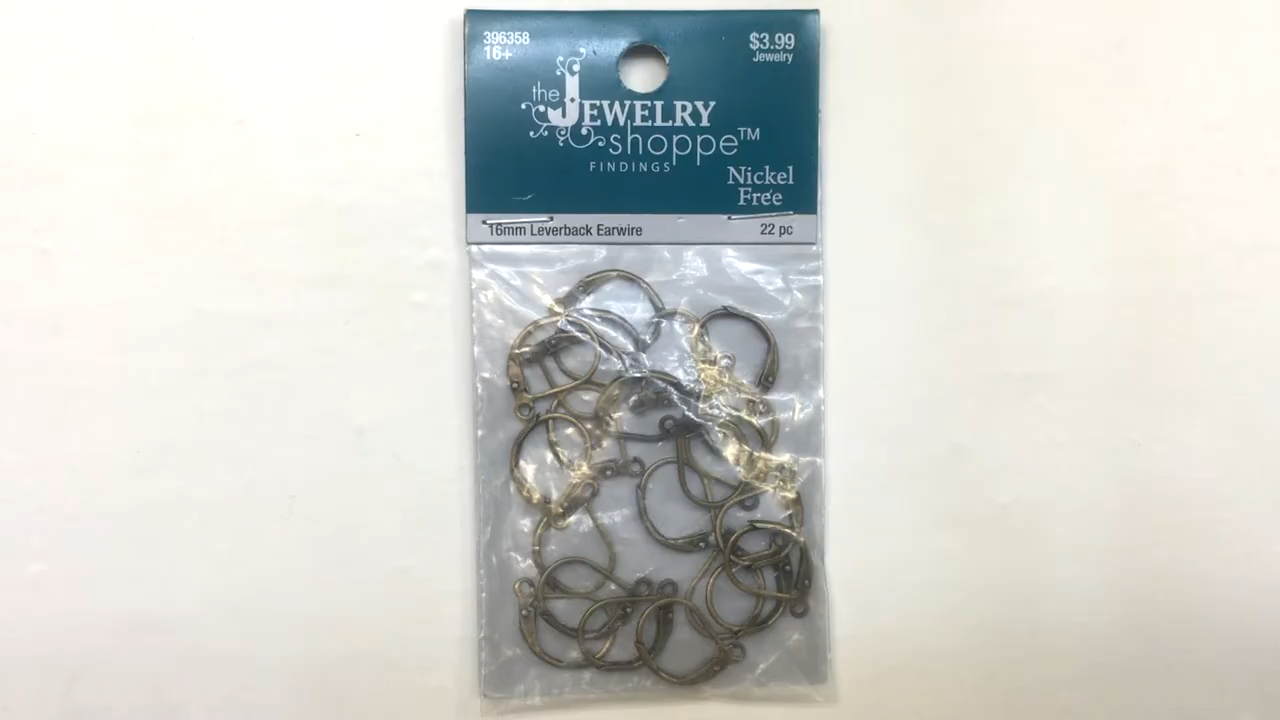 396358
16+
$3.99
Jewelry
the
JEWELRY
shoppe™
FINDINGS
Nickel
Free
16mm Leverback Earwire
22 pc